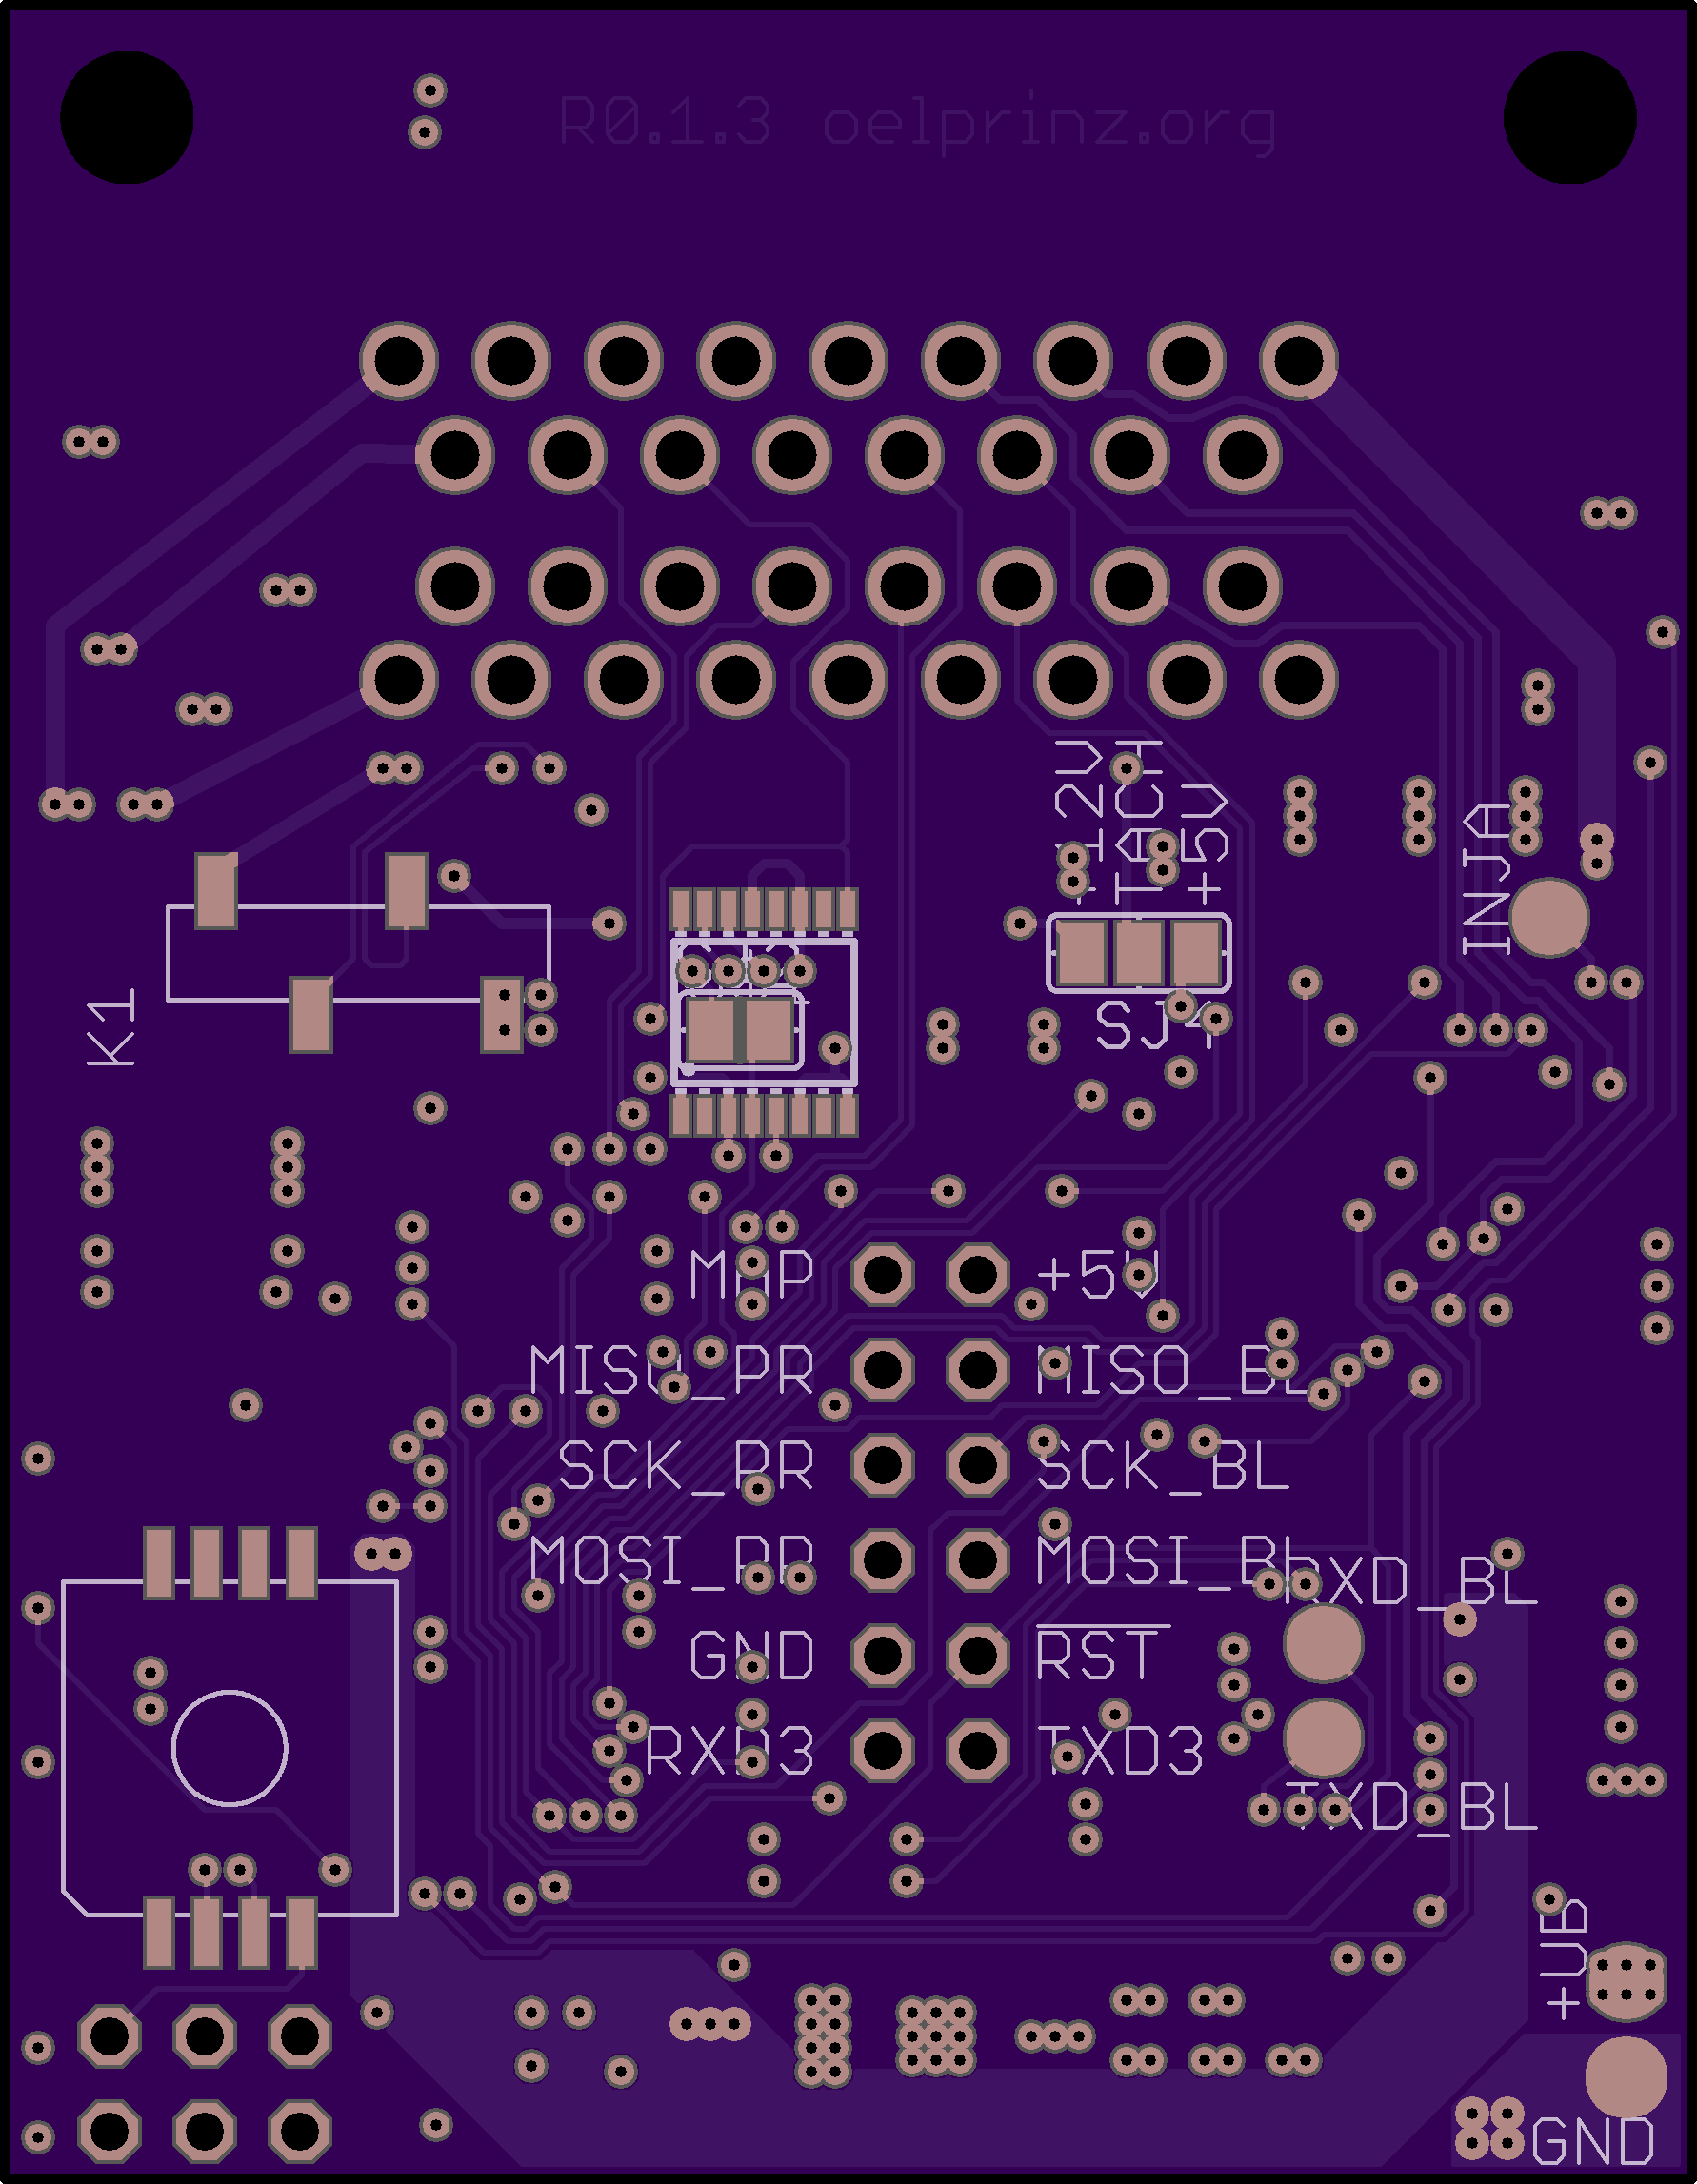 R0.1.3 oelprinz.org
+12V
TACH
+5V
INJA
K1
SJ4
MAP
+5V
MISO_PR
MISO_BL
SCK_PR
SCK_BL
MOSI_PR
MOSI_BL
RXD_BL
GND
RST
RXD3
TXD3
TXD_BL
+UB
GND